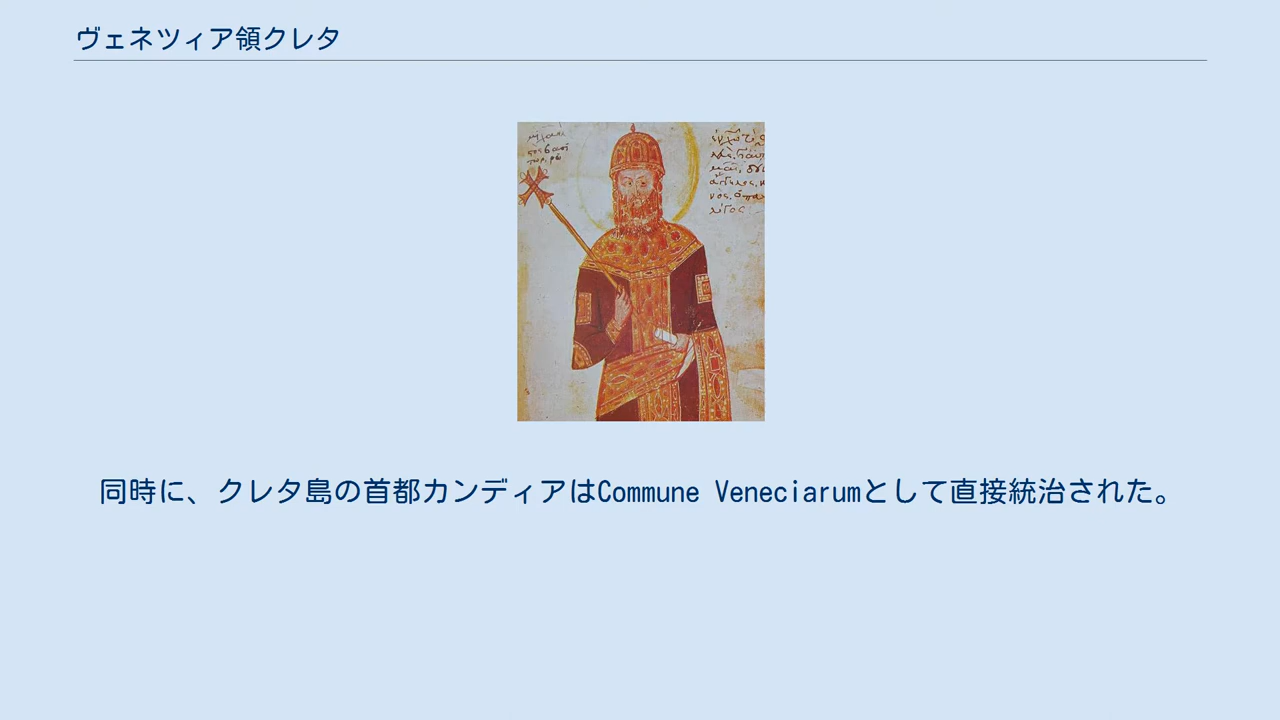 ヴェネツィア領クレタ
同時に、クレタ島の首都カンディアはCommune Veneciarumとして直接統治された。